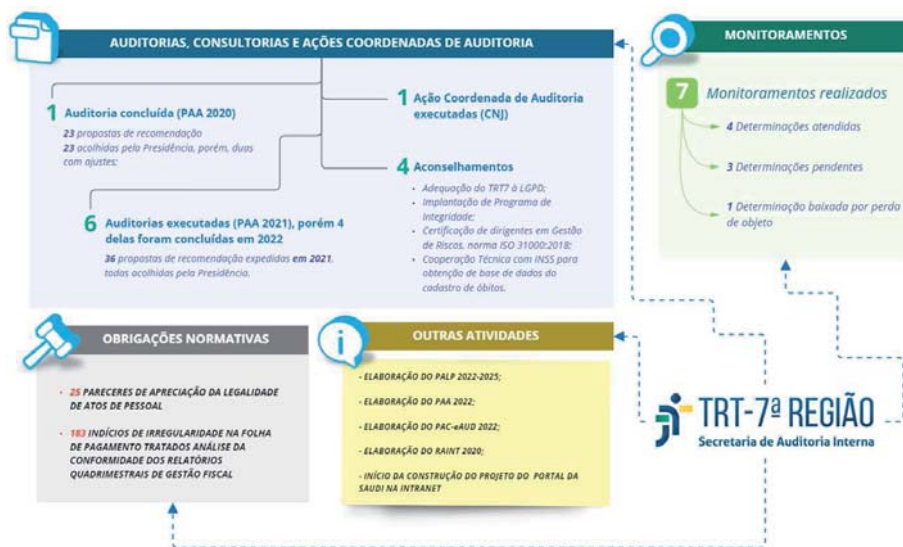 AUDITORIAS, CONSULTORIAS E AÇÕES COORDENADAS DE AUDITORIA
1 Auditoria concluída (PAA 2020)
23 propostas de recomendação
23 acolhidas pela Presidência, porém, duas
com ajustes;
6 Auditorias executadas (PAA 2021), porém 4
delas foram concluídas em 2022
36 propostas de recomendação expedidas em 2021,
todas acolhidas pela Presidência.
1 Ação Coordenada de Auditoria
executadas (CNJ)
4 Aconselhamentos
• Adequação do TRT7 à LGPD;
• Implantação de Programa de
Integridade;
• Certificação de dirigentes em Gestão
de Riscos, norma ISO 31000:2018;
• Cooperação Técnica com INSS para
obtenção de base de dados do
cadastro de óbitos.
MONITORAMENTOS
7 Monitoramentos realizados
4 Determinações atendidas
3 Determinações pendentes
1 Determinação baixada por perda
de objeto
OBRIGAÇÕES NORMATIVAS
• 25 PARECERES DE APRECIAÇÃO DA LEGALIDADE
DE ATOS DE PESSOAL
• 183 INDÍCIOS DE IRREGULARIDADE NA FOLHA
DE PAGAMENTO TRATADOS ANÁLISE DA
CONFORMIDADE DOS RELATÓRIOS
QUADRIMESTRAIS DE GESTÃO FISCAL
OUTRAS ATIVIDADES
- ELABORAÇÃO DO PALP 2022-2025;
- ELABORAÇÃO DO PAA 2022;
- ELABORAÇÃO DO PAC-eAUD 2022;
- ELABORAÇÃO DO RAINT 2020;
- INÍCIO DA CONSTRUÇÃO DO PROJETO DO PORTAL DA
SAUDI NA INTRANET
TRT-7ª REGIÃO
Secretaria de Auditoria Interna